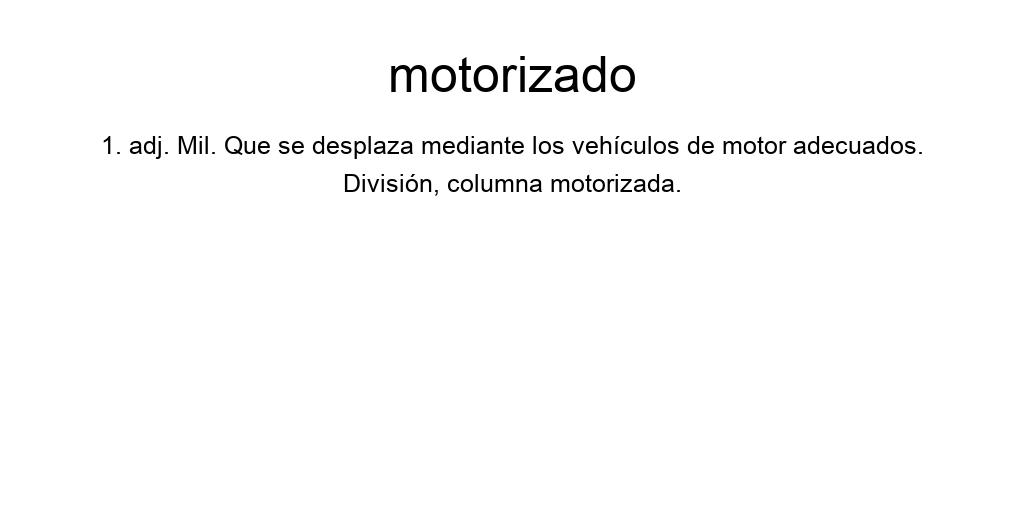 motorizado
1. adj. Mil. Que se desplaza mediante los vehículos de motor adecuados.
División, columna motorizada.